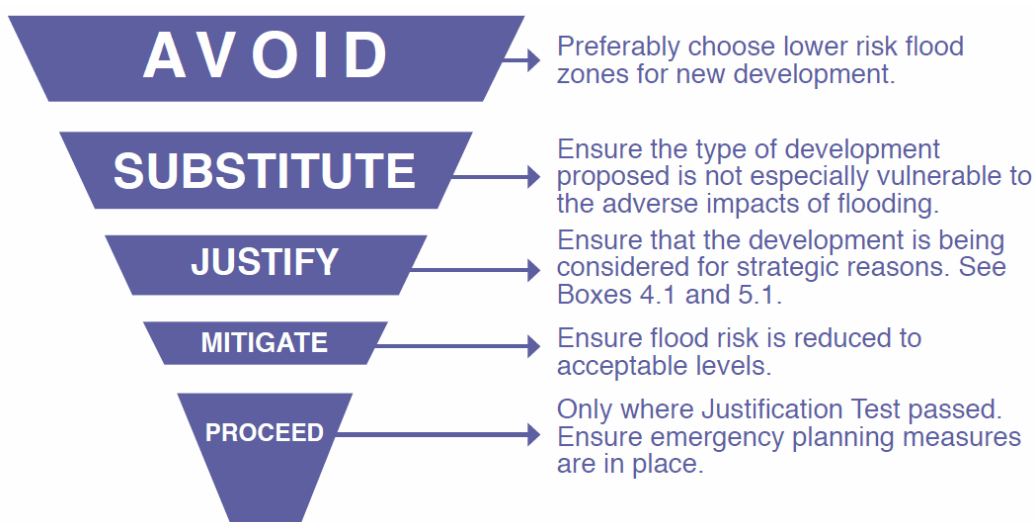 AVOID
Preferably choose lower risk flood
zones for new development.
SUBSTITUTE
Ensure the type of development
proposed is not especially vulnerable to
the adverse impacts of flooding.
JUSTIFY
Ensure that the development is being
considered for strategic reasons. See
Boxes 4.1 and 5.1.
MITIGATE
Ensure flood risk is reduced to
acceptable levels.
PROCEED
Only where Justification Test passed.
Ensure emergency planning measures
are in place.